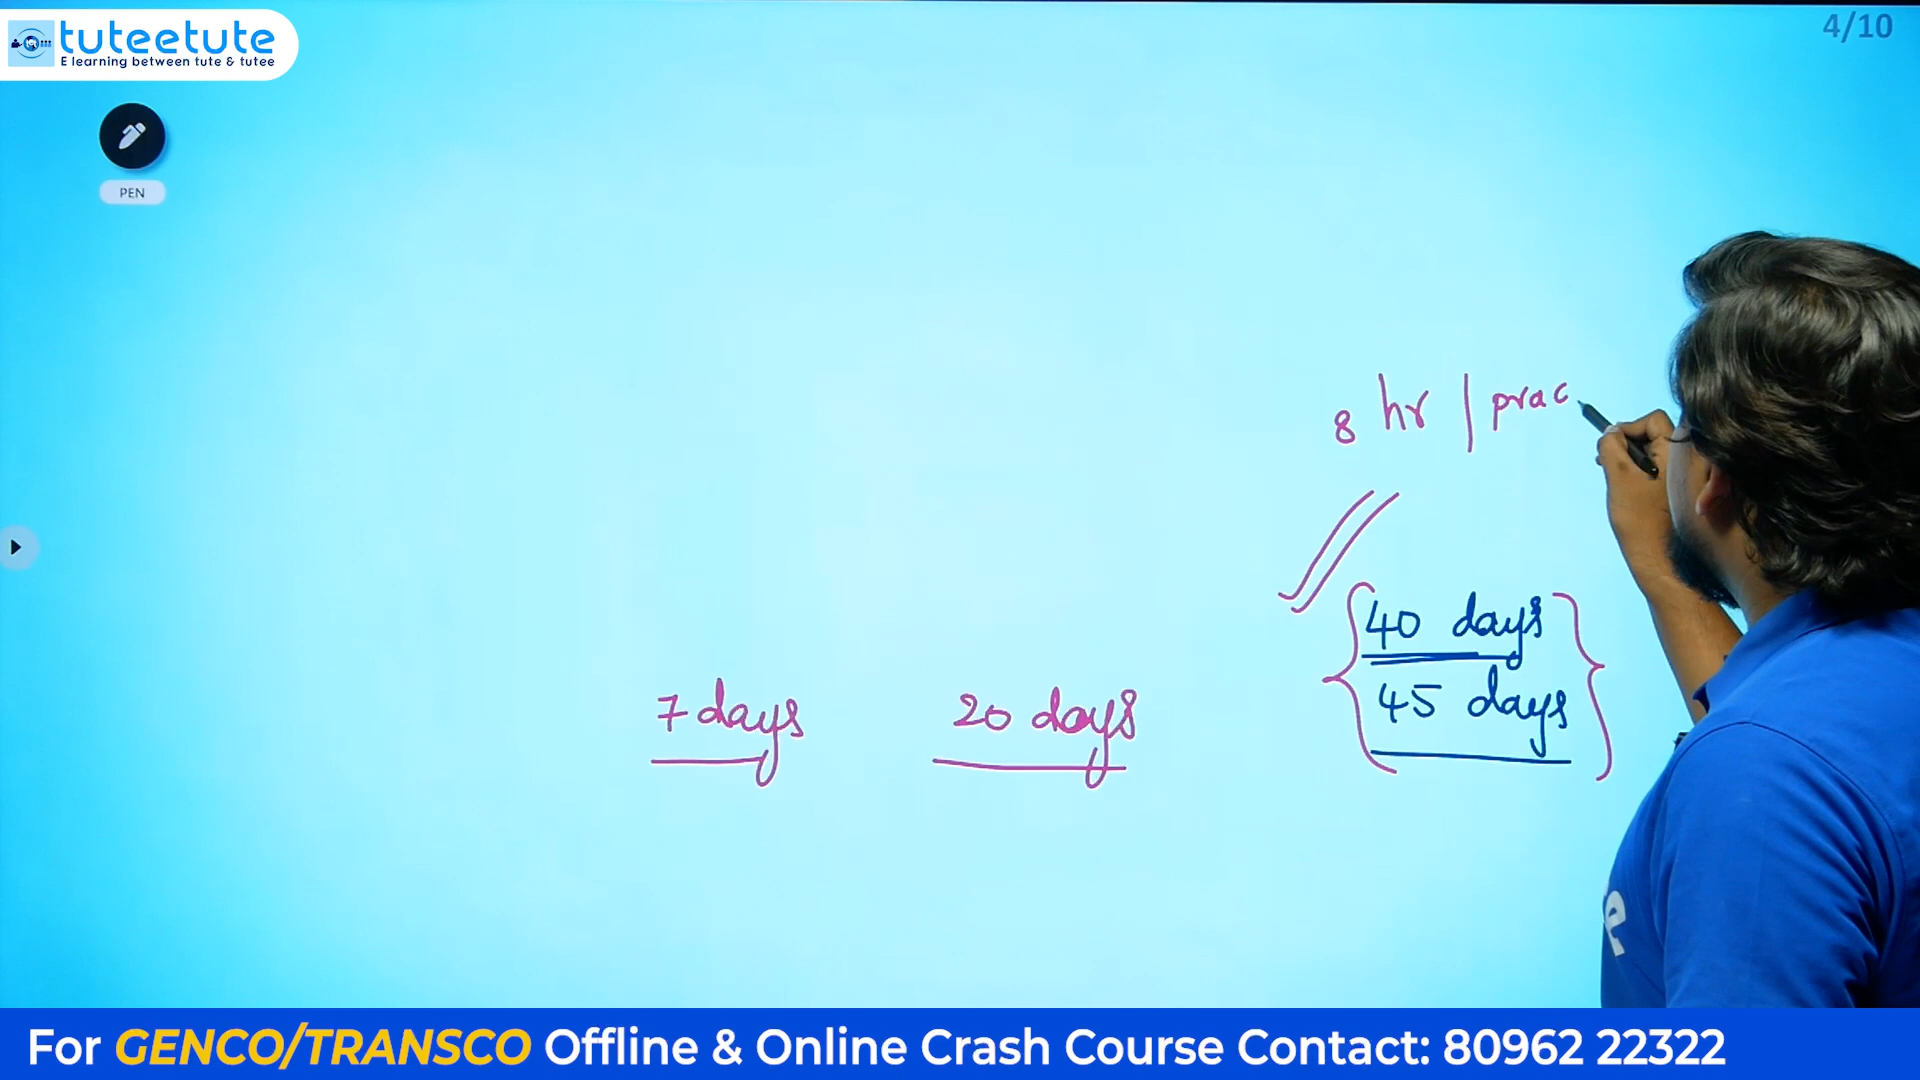 tuteetute
E learning between tute & tutee
4/10
PEN
8 hr | prac
40 days
45 days
7 days 20 days
e
For GENCO/TRANSCO Offline & Online Crash Course Contact: 80962 22322